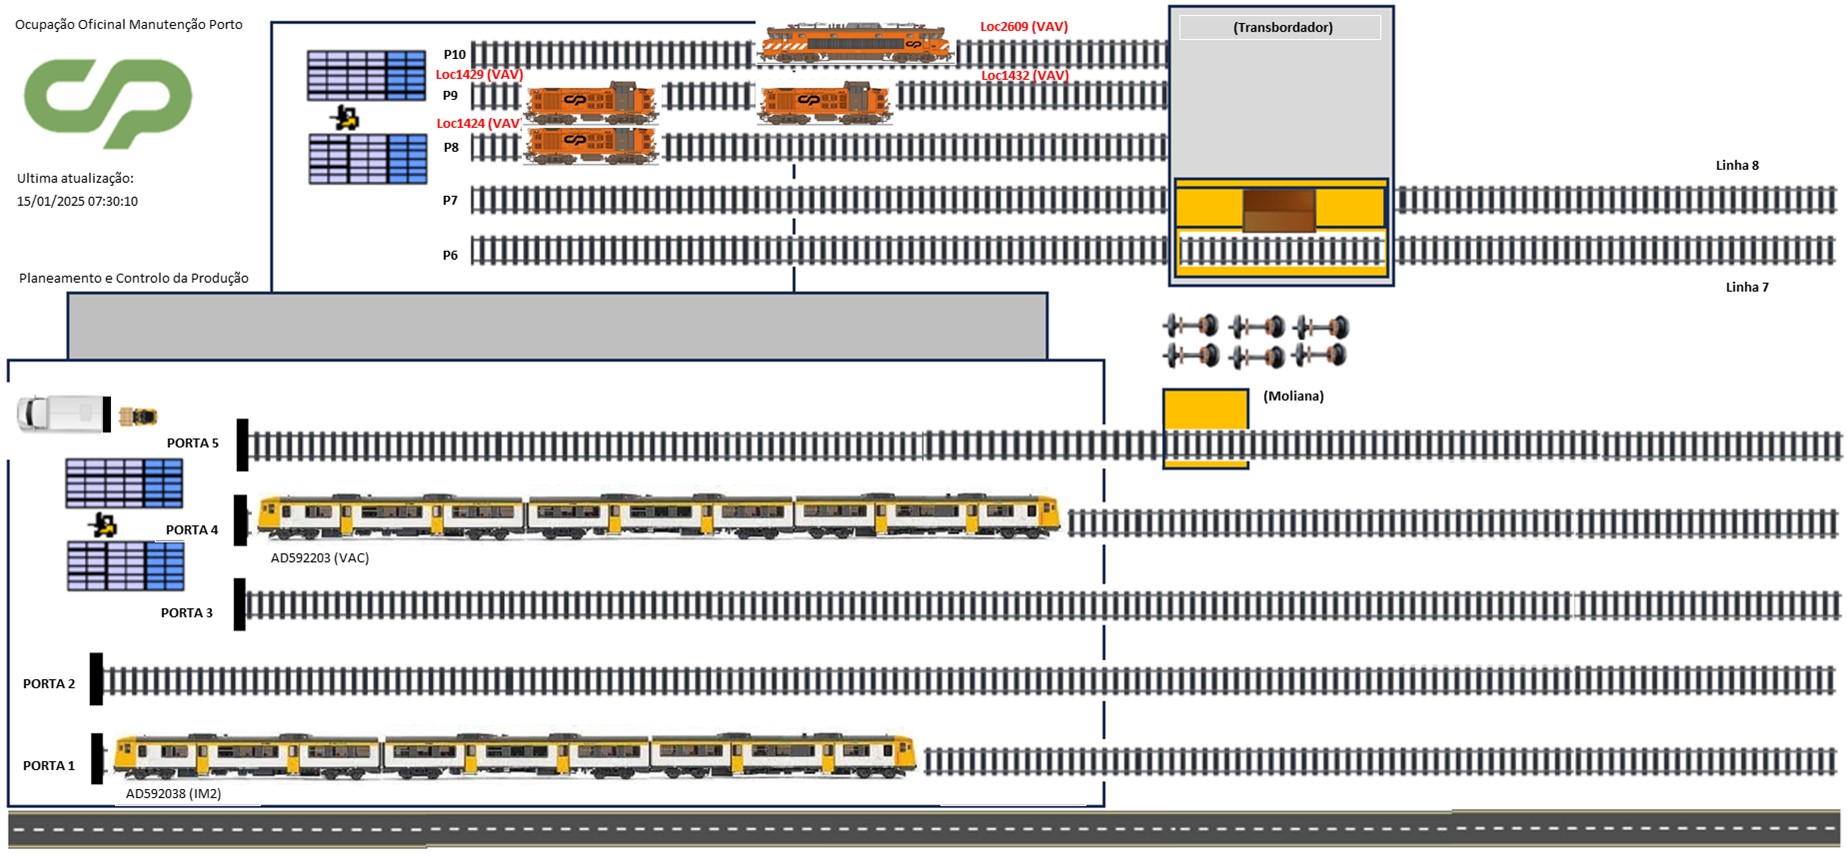 Ocupação Oficinal Manutenção Porto
Loc2609 (VAV)
(Transbordador)
P10
Loc1429 (VAV)
Loc1432 (VAV)
P9
Loc1424 (VAV)
P8
Ultima atualização:
15/01/2025 07:30:10
Linha 8
P7
P6
Planeamento e Controlo da Produção
Linha 7
(Moliana)
PORTA 5
PORTA 4
AD592203 (VAC)
PORTA 3
PORTA 2
PORTA 1
AD592038 (IM2)